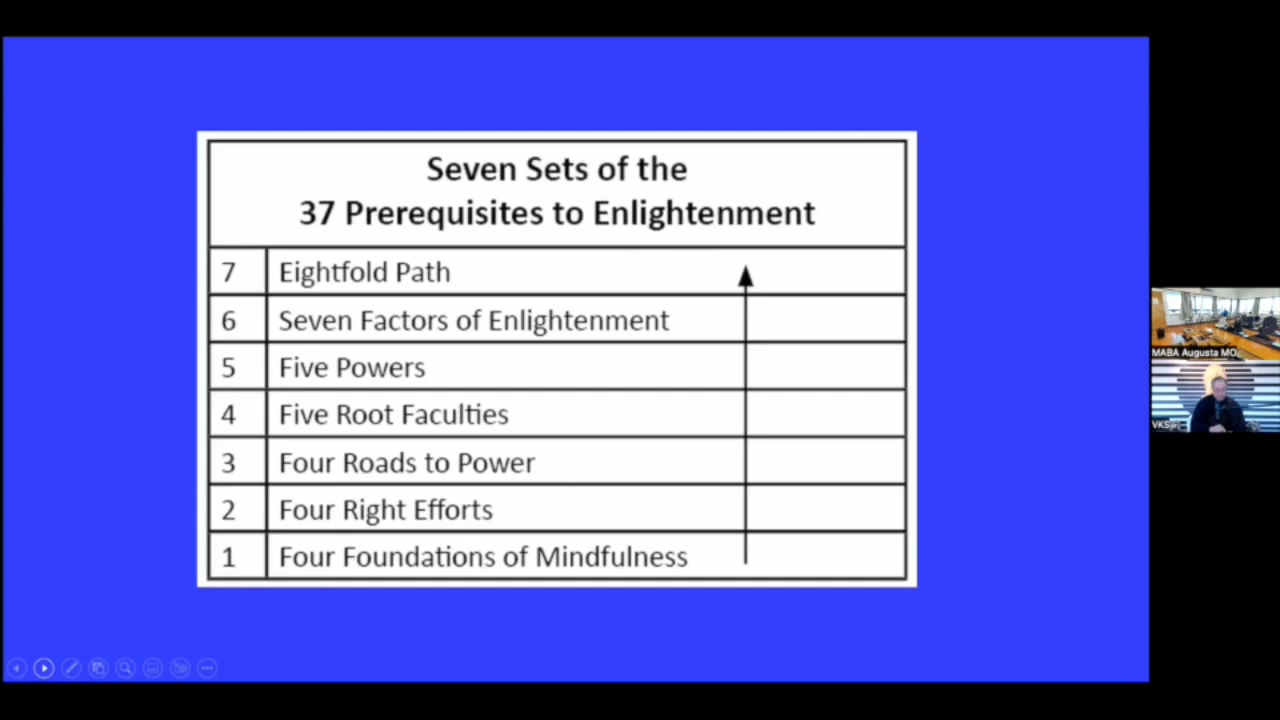 Seven Sets of the
37 Prerequisites to Enlightenment
7 Eightfold Path
6 Seven Factors of Enlightenment
5 Five Powers
4 Five Root Faculties
3 Four Roads to Power
2 Four Right Efforts
1 Four Foundations of Mindfulness
MABA Augusta MO